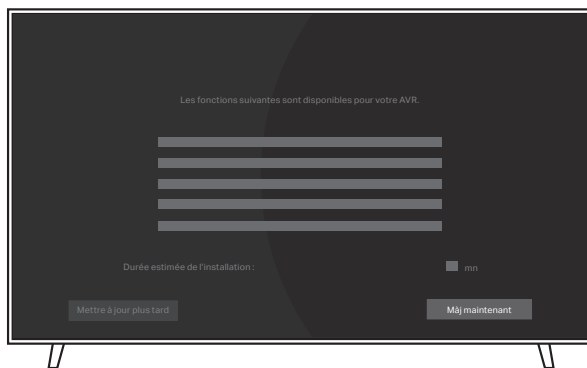 Les fonctions suivantes sont disponibles pour votre AVR.
Durée estimée de l'installation : mn
Mettre à jour plus tard Màj maintenant